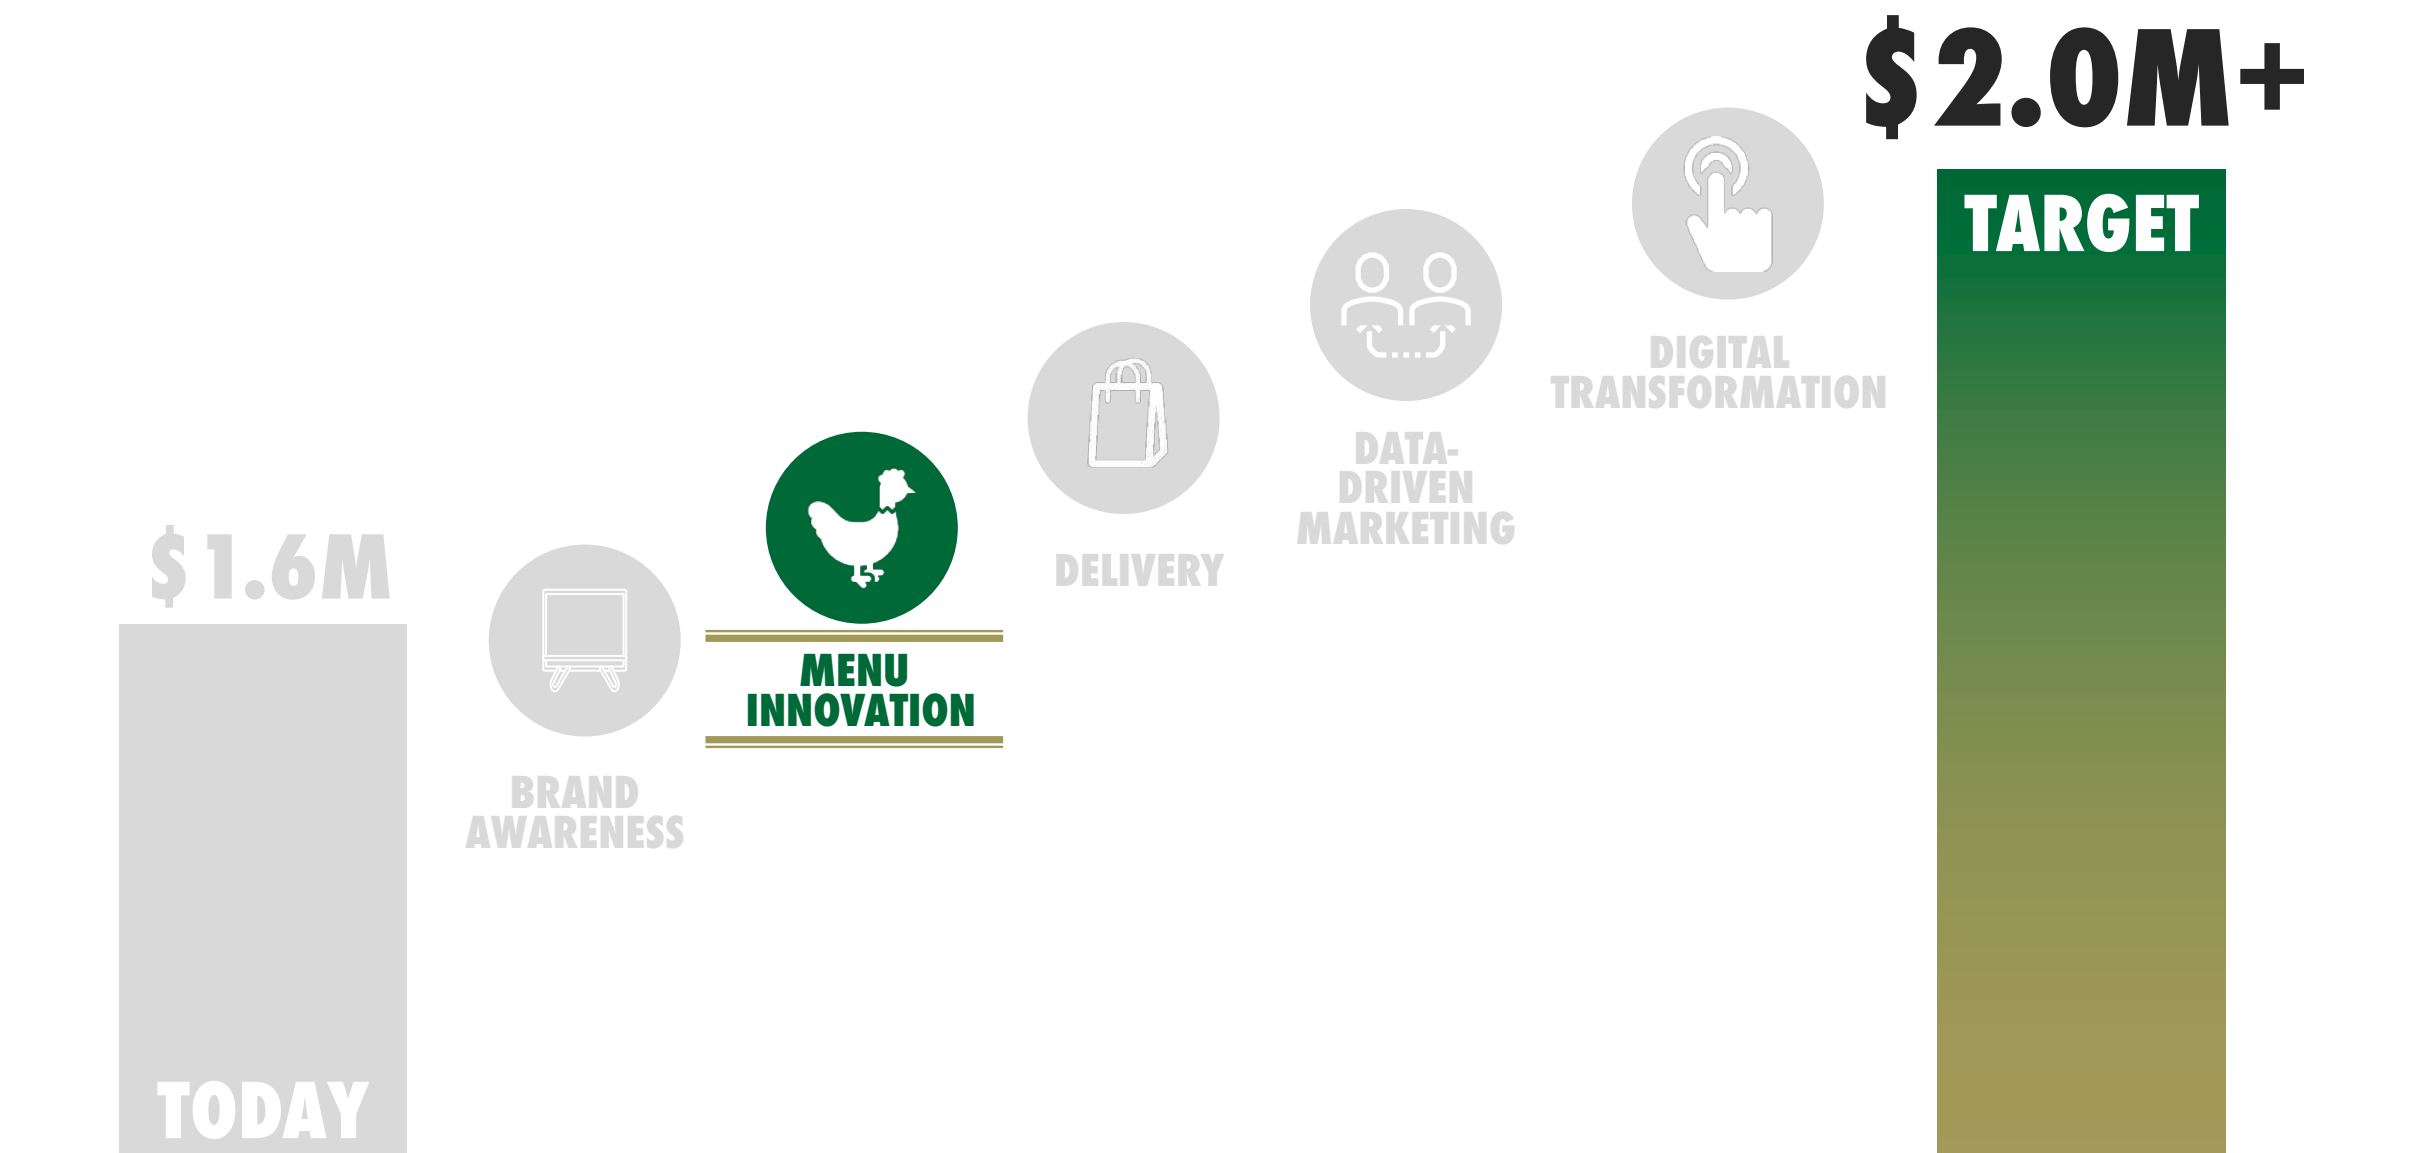 $1.6M
TODAY
BRAND
AWARENESS
MENU
INNOVATION
DELIVERY
DATA-
DRIVEN
MARKETING
DIGITAL
TRANSFORMATION
$2.0M+
TARGET